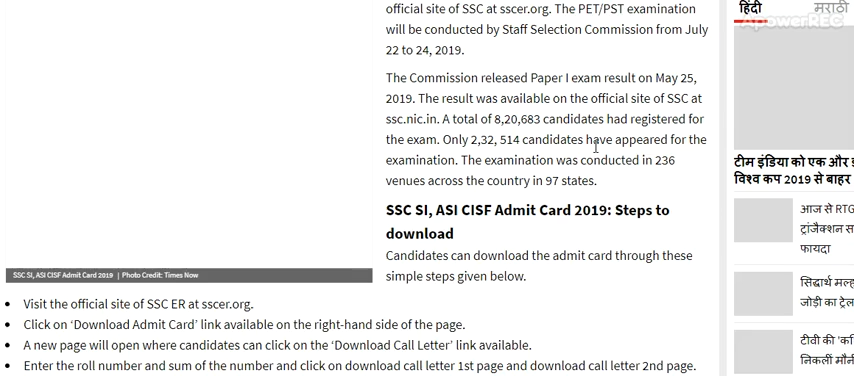 official site of SSC at sscer.org. The PET/PST examination
will be conducted by Staff Selection Commission from July
22 to 24, 2019.
The Commission released Paper I exam result on May 25,
2019. The result was available on the official site of SSC at
ssc.nic.in. A total of 8,20,683 candidates had registered for
the exam. Only 2,32, 514 candidates have appeared for the
examination. The examination was conducted in 236
venues across the country in 97 states.
SSC SI, ASI CISF Admit Card 2019: Steps to
download
Candidates can download the admit card through these
simple steps given below.
SSC SI, ASI CISF Admit Card 2019 | Photo Credit: Times Now
• Visit the official site of SSC ER at sscer.org.
• Click on ‘Download Admit Card’ link available on the right-hand side of the page.
• A new page will open where candidates can click on the ‘Download Call Letter’ link available.
• Enter the roll number and sum of the number and click on download call letter 1st page and download call letter 2nd page.
हिंदी मराठी
ApowerREC
टीम इंडिया को एक और
विश्व कप 2019 से बाहर
आज से RTG
ट्रांजैक्शन स
फायदा
सिद्धार्थ मल्ह
जोड़ी का ट्रेल
टीवी की 'कि
निकलीं मौन